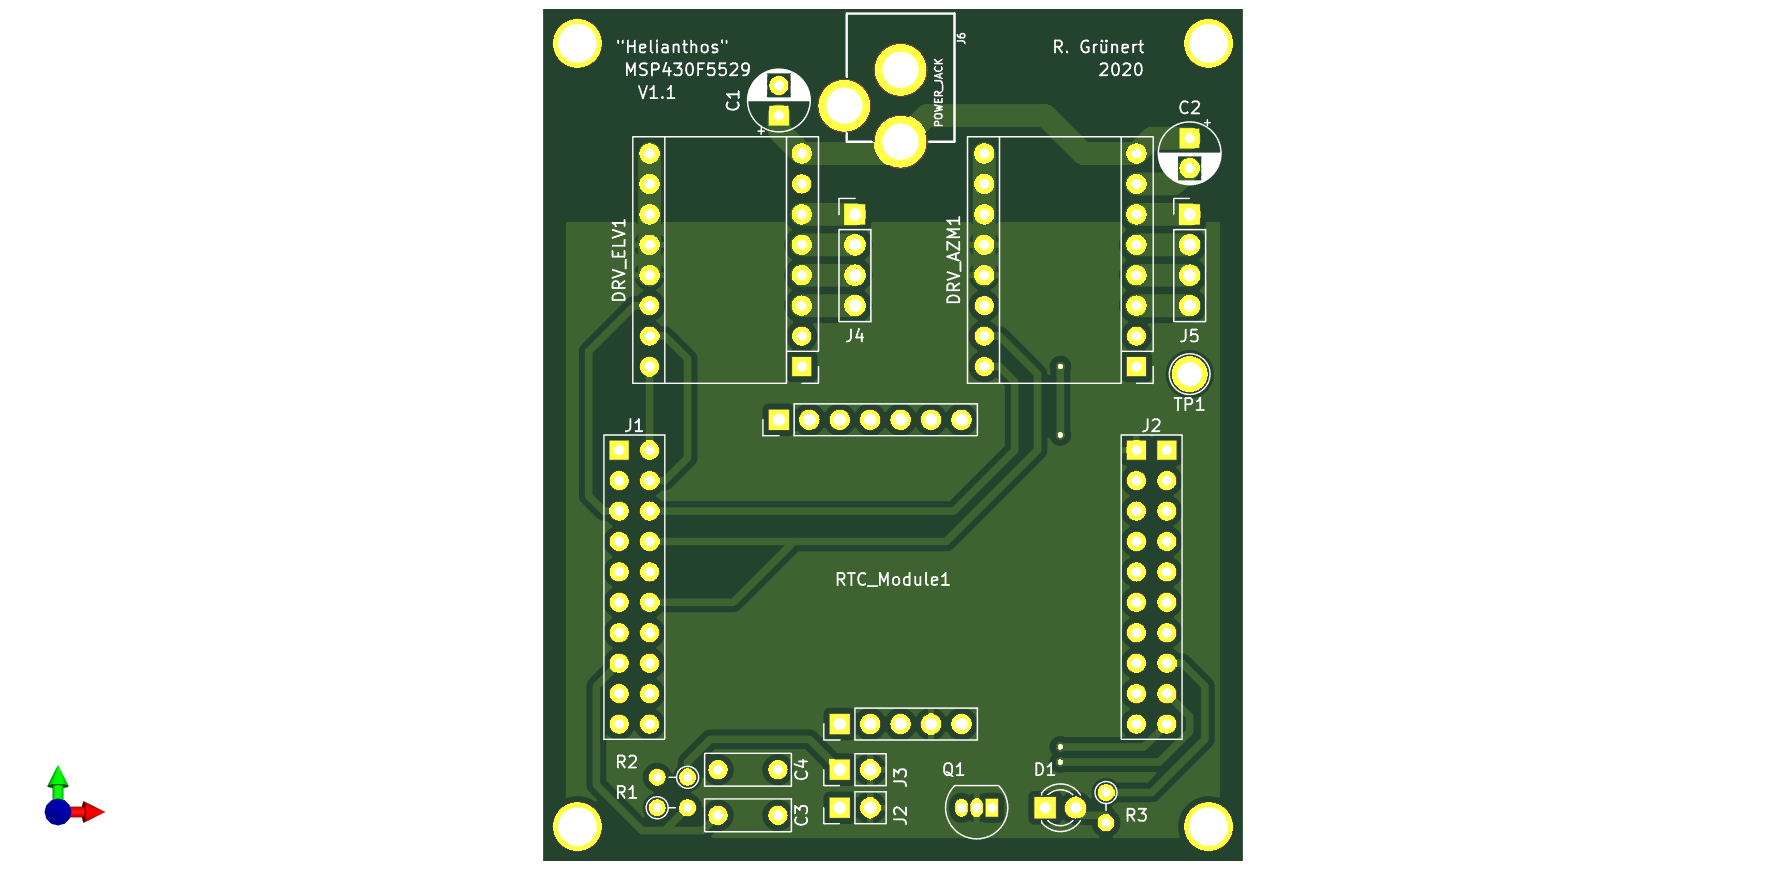 "Helianthos"
MSP430F5529
V1.1
R. Grünert
2020
J6
POWER_JACK
C1
+
C2
+
DRV_ELV1
DRV_AZM1
J4
J5
TP1
J1
J2
RTC_Module1
R2
R1
C4
C3
J3
J2
Q1
D1
R3